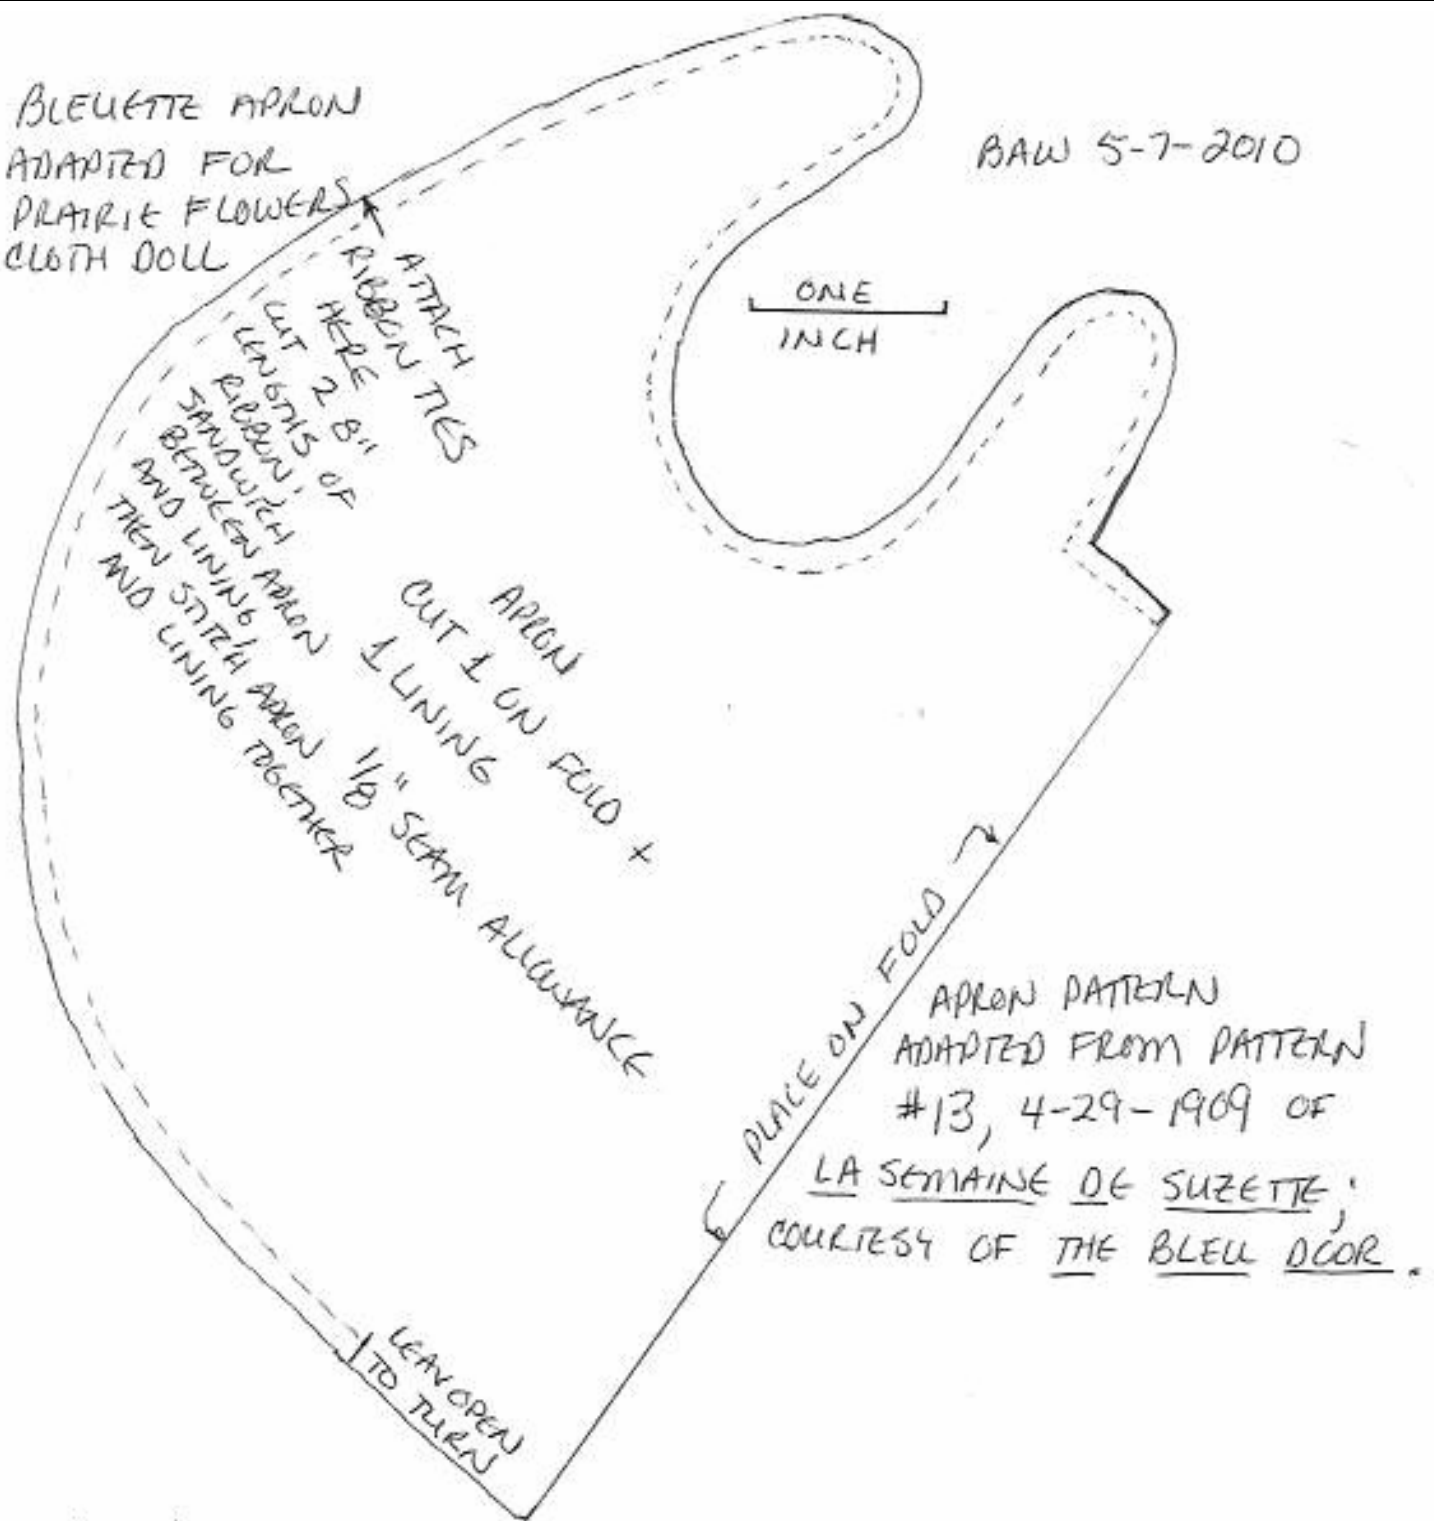 BLEUETTE APRON
ADAPTED FOR
PRAIRIE FLOWERS
CLOTH DOLL
BAW 5-7-2010
ONE
INCH
ATTACH
RIBBON TIES
HERE
CUT 2 8"
LENGTHS OF
RIBBON;
SANDWICH
BETWEEN APRON
AND LINING
THEN STITCH APRON
AND LINING TOGETHER
1/8" SEAM ALLOWANCE
APRON
CUT 1 ON FOLD +
1 LINING
PLACE ON FOLD
APRON PATTERN
ADAPTED FROM PATTERN
#13, 4-29-1909 OF
LA SEMAINE DE SUZETTE;
COURTESY OF THE BLEU DOOR.
LEAV OPEN
TO TURN